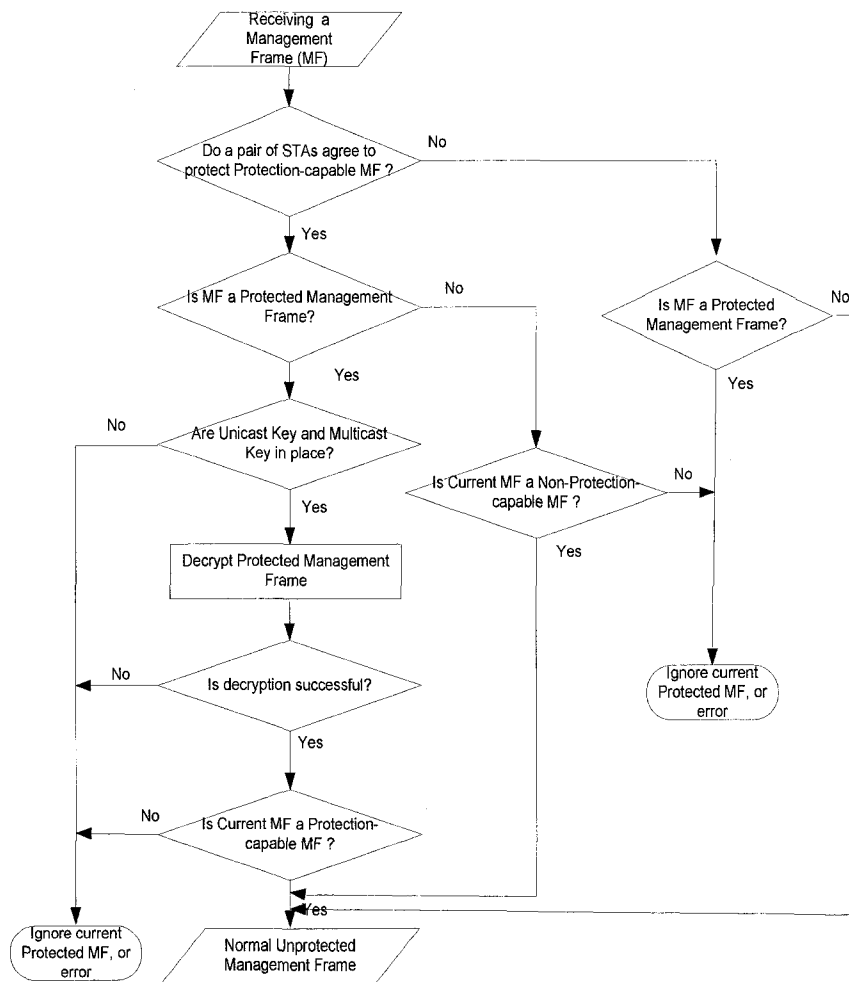 Receiving a
Management
Frame (MF)
Do a pair of STAs agree to
protect Protection-capable MF ?
No
Yes
Is MF a Protected Management
Frame?
No
Is MF a Protected
Management Frame?
No
Yes
Yes
Are Unicast Key and Multicast
Key in place?
No
Is Current MF a Non-Protection-
capable MF ?
No
Yes
Yes
Decrypt Protected Management
Frame
Is decryption successful?
No
Ignore current
Protected MF, or
error
Yes
Is Current MF a Protection-
capable MF ?
No
Yes
Ignore current
Protected MF, or
error
Normal Unprotected
Management Frame